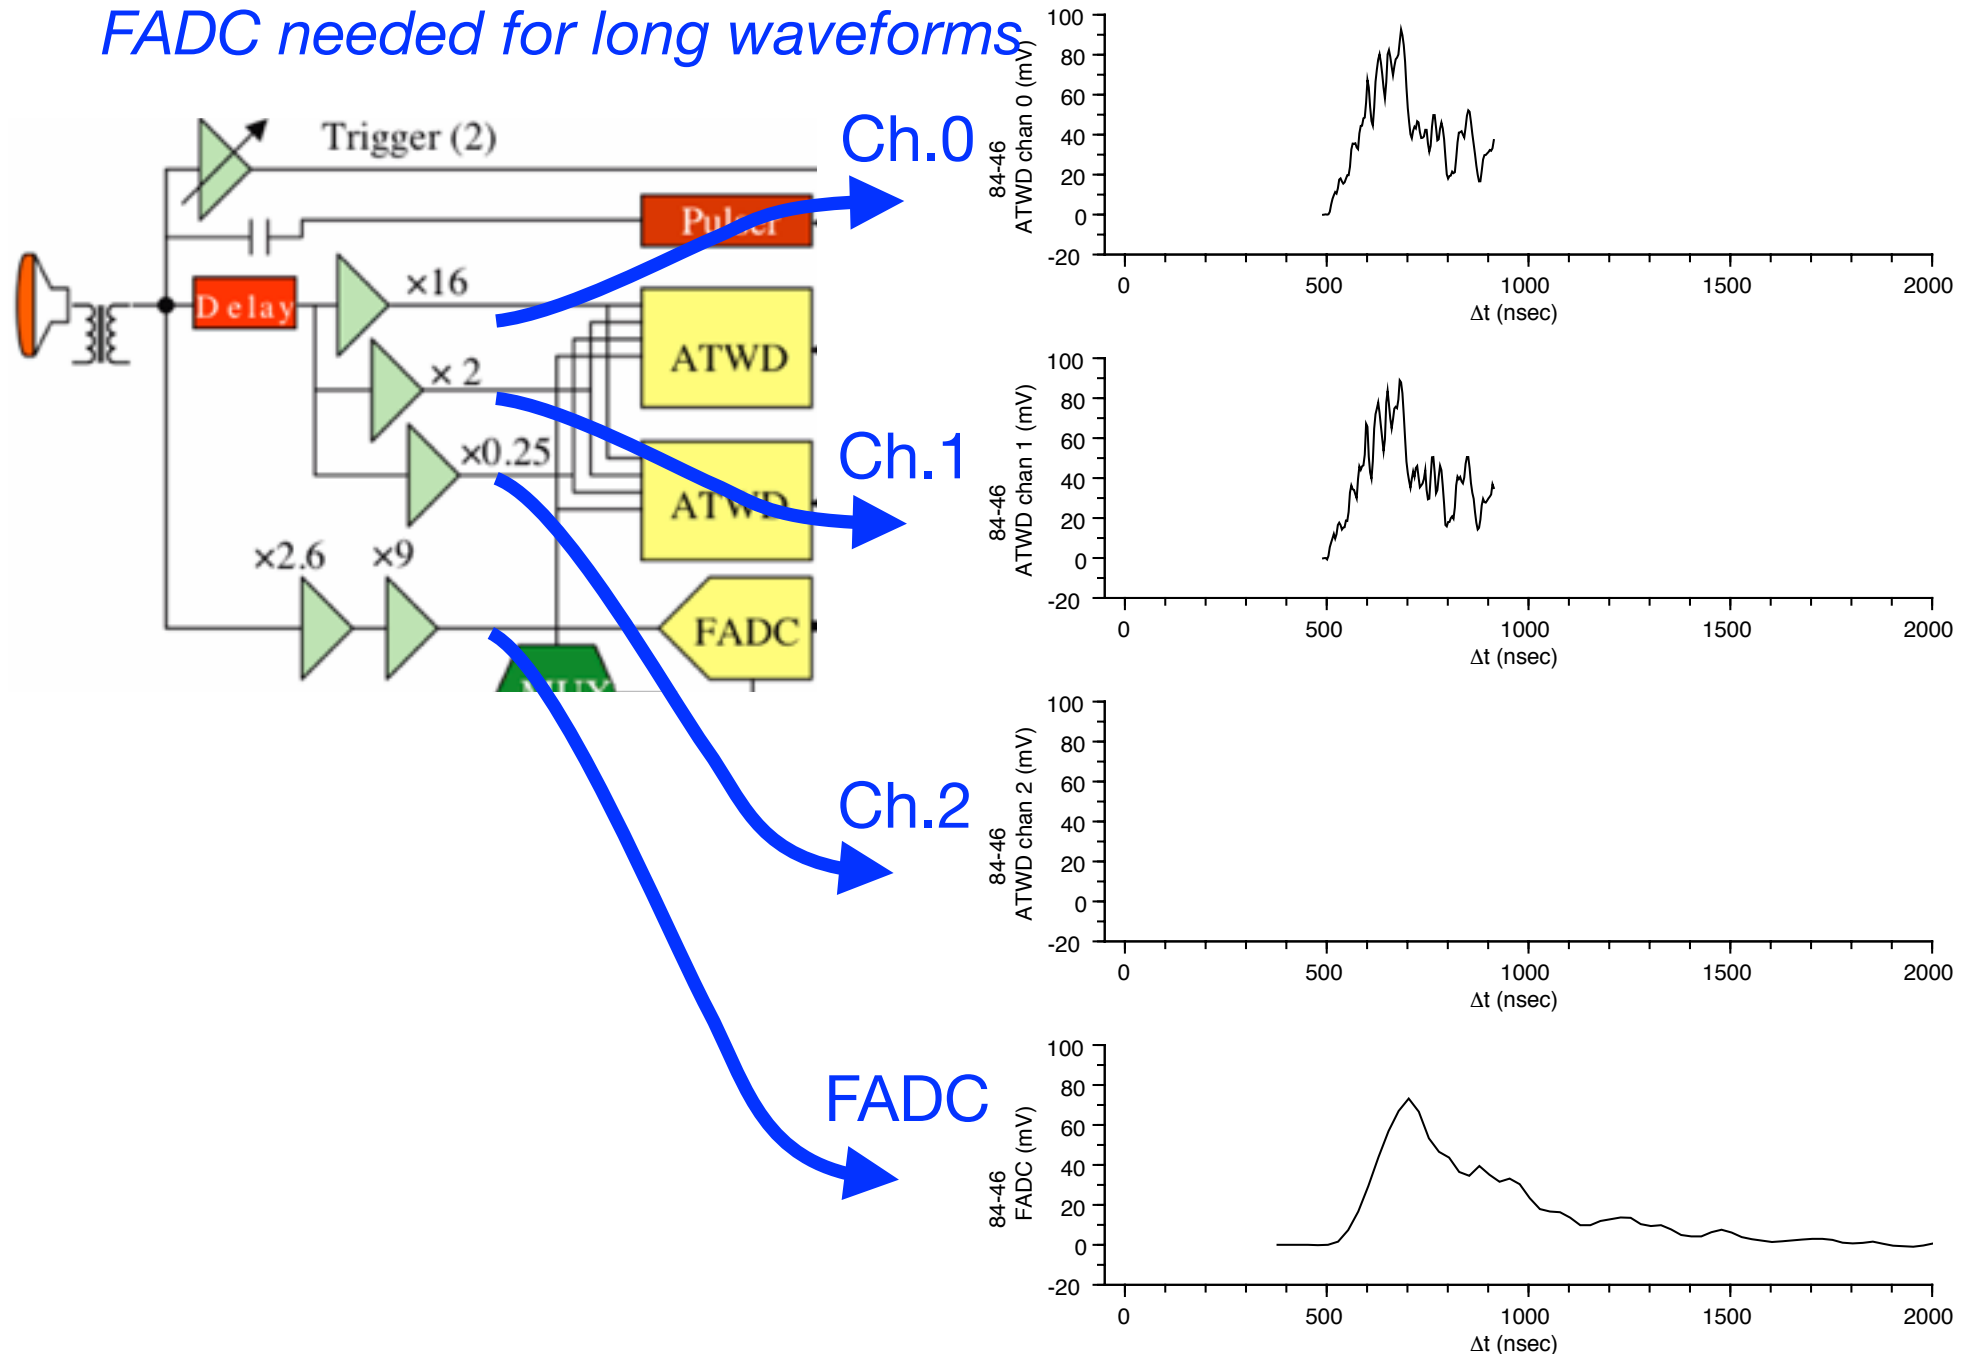 FADC needed for long waveforms
Trigger (2)
Pulser
Delay
×16
ATWD
× 2
×0.25
ATWD
×2.6
×9
FADC
MUX
Ch.0
Ch.1
Ch.2
FADC
84-46
ATWD chan 0 (mV)
100
80
60
40
20
0
-20
0 500 1000 1500 2000
Δt (nsec)
84-46
ATWD chan 1 (mV)
100
80
60
40
20
0
-20
0 500 1000 1500 2000
Δt (nsec)
84-46
ATWD chan 2 (mV)
100
80
60
40
20
0
-20
0 500 1000 1500 2000
Δt (nsec)
84-46
FADC (mV)
100
80
60
40
20
0
-20
0 500 1000 1500 2000
Δt (nsec)